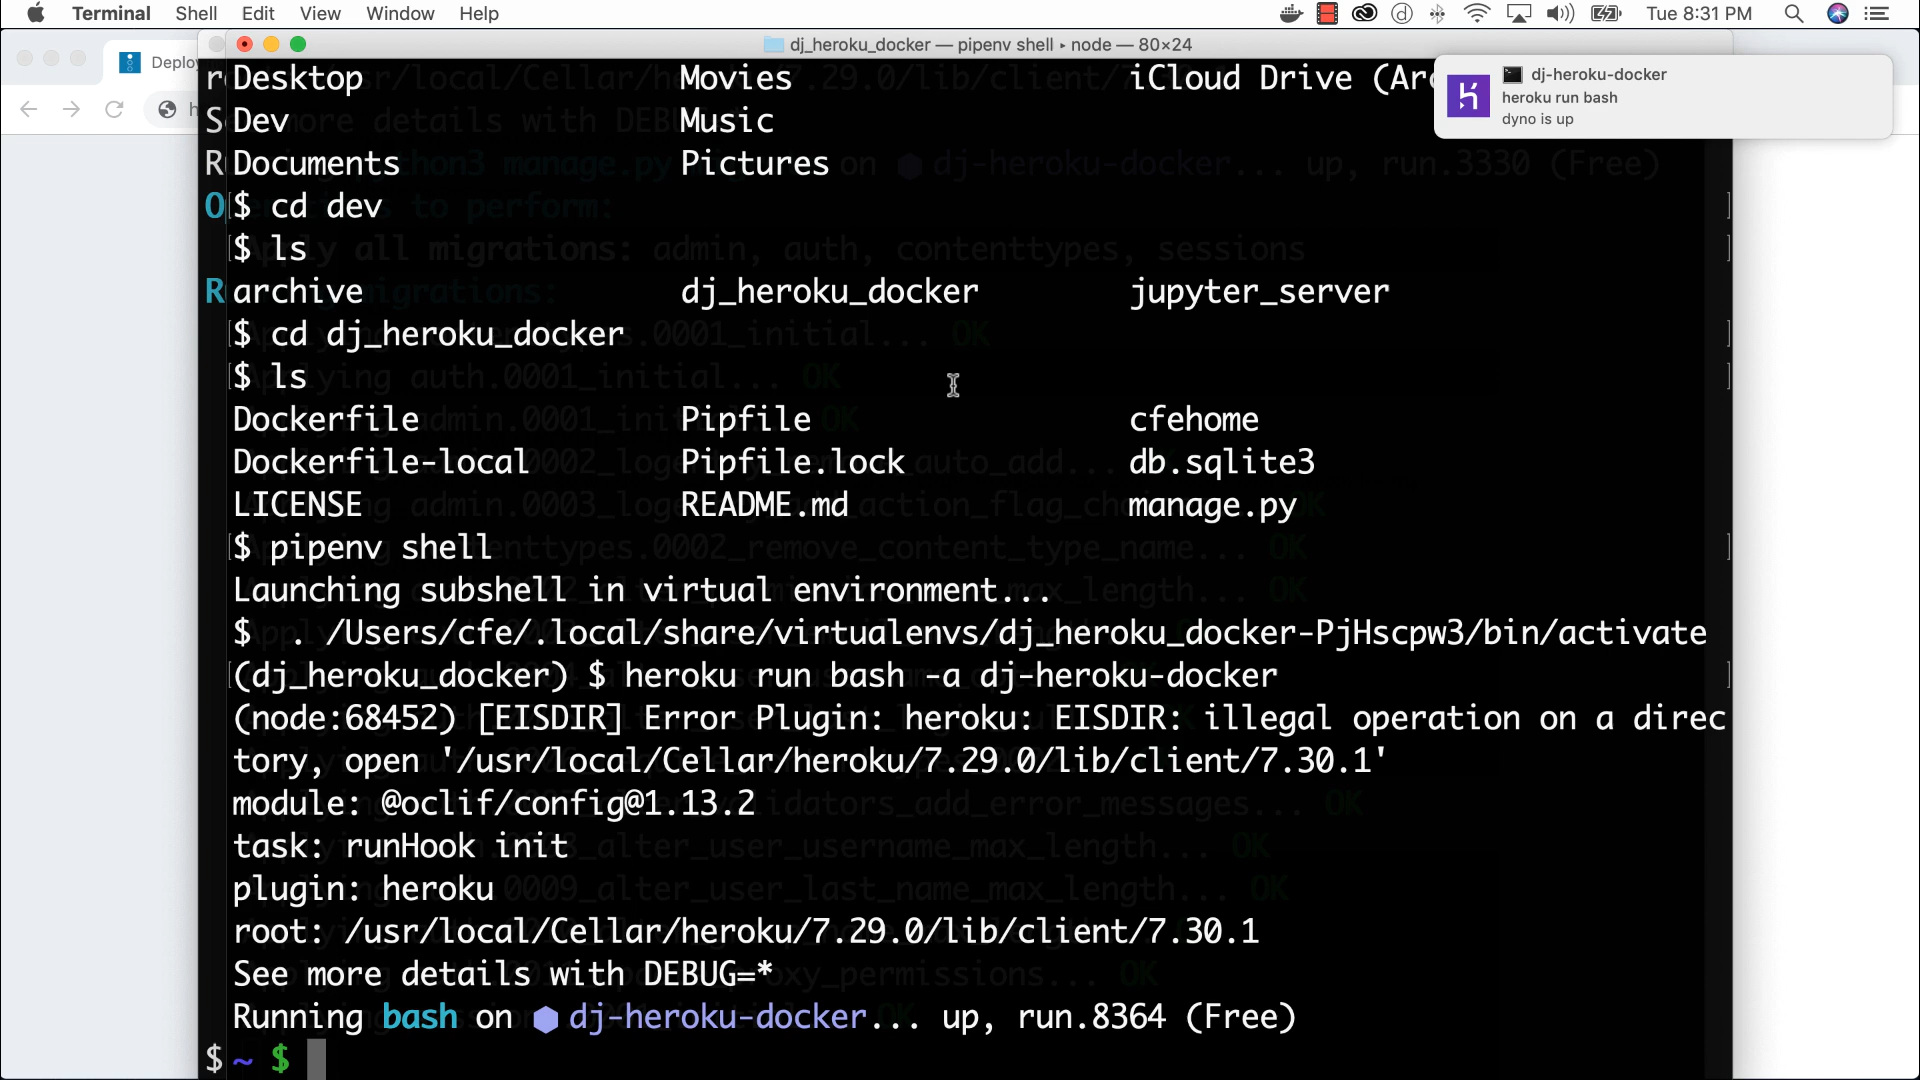 Terminal Shell Edit View Window Help Tue 8:31 PM
dj_heroku_docker — pipenv shell ▸ node — 80×24
Deploy
dj-heroku-docker
heroku run bash
dyno is up
Desktop Movies iCloud Drive (Arc
Dev Music
Documents Pictures
$ cd dev
$ ls
archive dj_heroku_docker jupyter_server
$ cd dj_heroku_docker
$ ls
Dockerfile Pipfile cfehome
Dockerfile-local Pipfile.lock db.sqlite3
LICENSE README.md manage.py
$ pipenv shell
Launching subshell in virtual environment...
$ . /Users/cfe/.local/share/virtualenvs/dj_heroku_docker-PjHscpw3/bin/activate
(dj_heroku_docker) $ heroku run bash -a dj-heroku-docker
(node:68452) [EISDIR] Error Plugin: heroku: EISDIR: illegal operation on a direc
tory, open '/usr/local/Cellar/heroku/7.29.0/lib/client/7.30.1'
module: @oclif/config@1.13.2
task: runHook init
plugin: heroku
root: /usr/local/Cellar/heroku/7.29.0/lib/client/7.30.1
See more details with DEBUG=*
Running bash on ⬢ dj-heroku-docker... up, run.8364 (Free)
$ ~ $